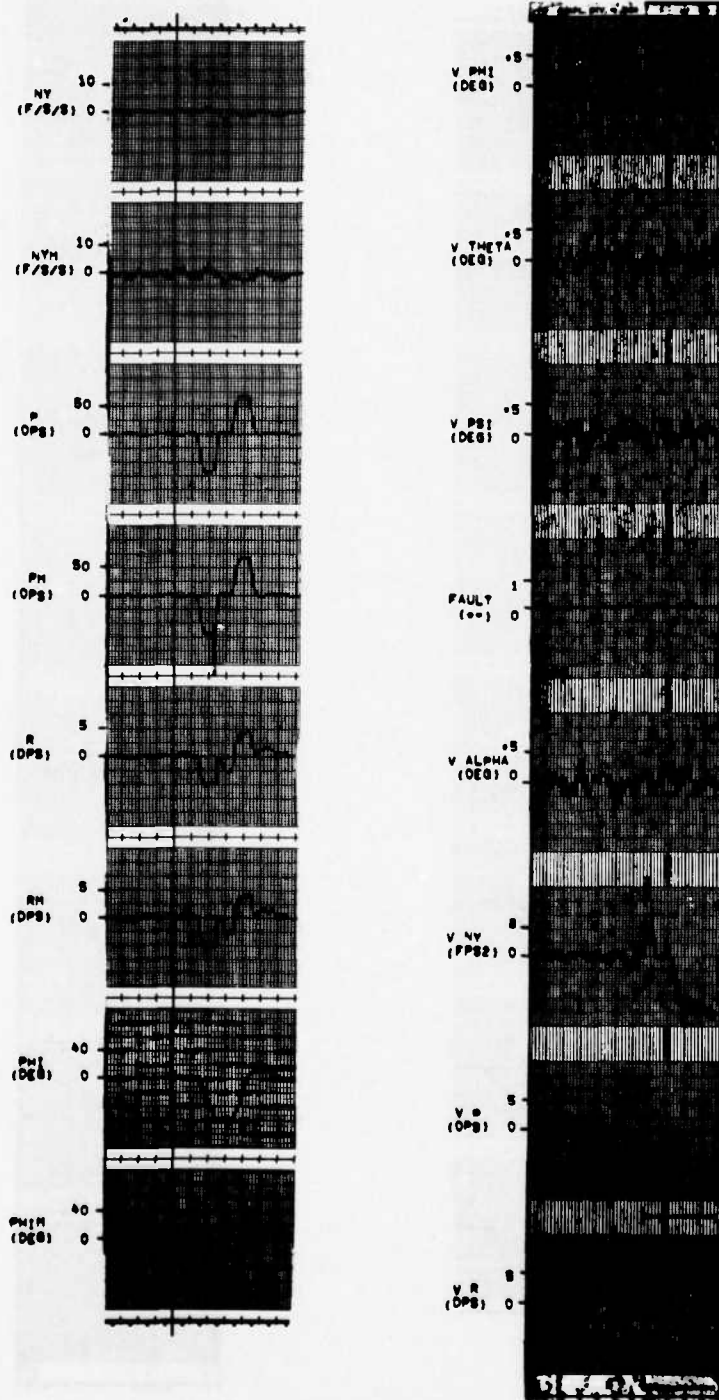 NY
(F/S/S)
10
0
NYM
(F/S/S)
10
0
P
(DPS)
50
0
PM
(DPS)
50
0
R
(DPS)
5
0
RM
(DPS)
5
0
PHI
(DEG)
40
0
PHIM
(DEG)
40
0
V PHI
(DEG)
.5
0
V THETA
(DEG)
.5
0
V PSI
(DEG)
.5
0
FAULT
(**)
1
0
V ALPHA
(DEG)
.5
0
V NY
(FPS2)
0
V P
(DPS)
5
0
V R
(DPS)
0